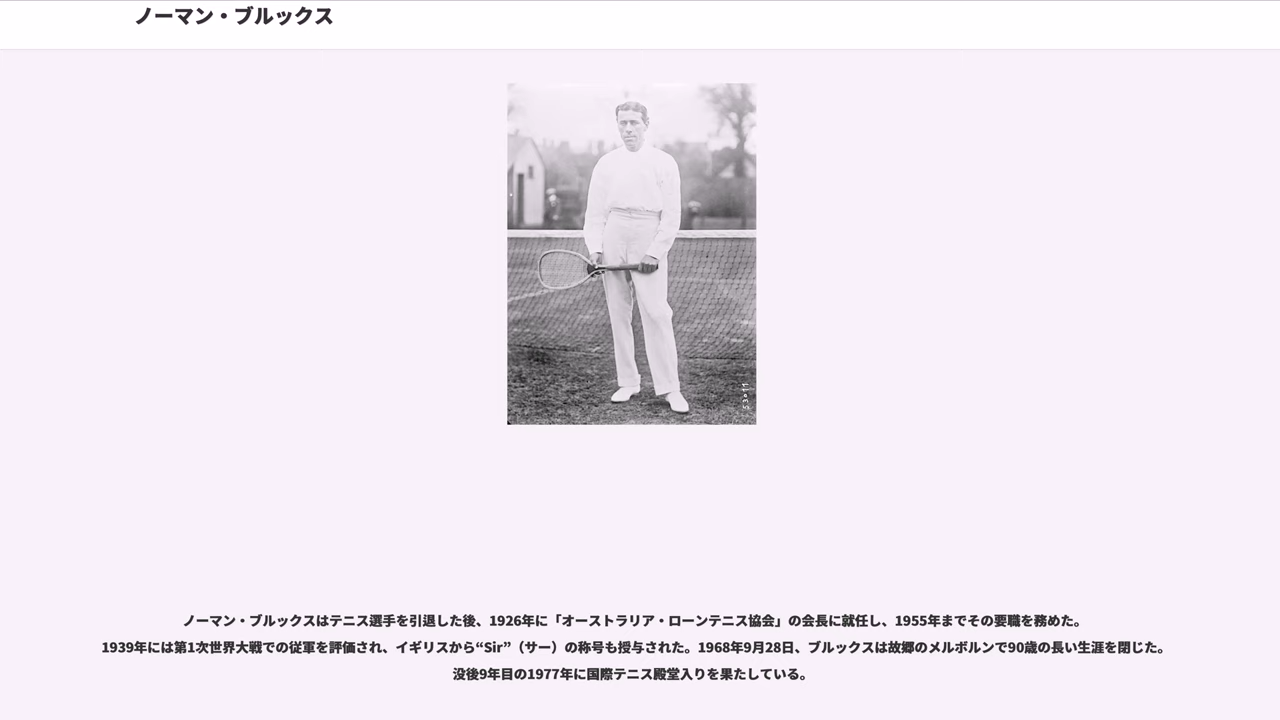 ノーマン・ブルックス
ノーマン・ブルックスはテニス選手を引退した後、1926年に「オーストラリア・ローンテニス協会」の会長に就任し、1955年までその要職を務めた。
1939年には第1次世界大戦での従軍を評価され、イギリスから“Sir”（サー）の称号も授与された。1968年9月28日、ブルックスは故郷のメルボルンで90歳の長い生涯を閉じた。
没後9年目の1977年に国際テニス殿堂入りを果たしている。